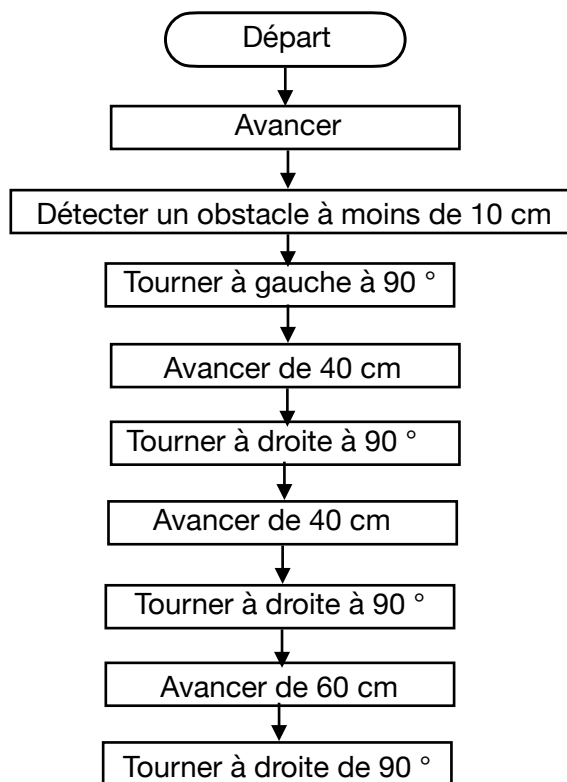 Départ
Avancer
Détecter un obstacle à moins de 10 cm
Tourner à gauche à 90 °
Avancer de 40 cm
Tourner à droite à 90 °
Avancer de 40 cm
Tourner à droite à 90 °
Avancer de 60 cm
Tourner à droite de 90 °